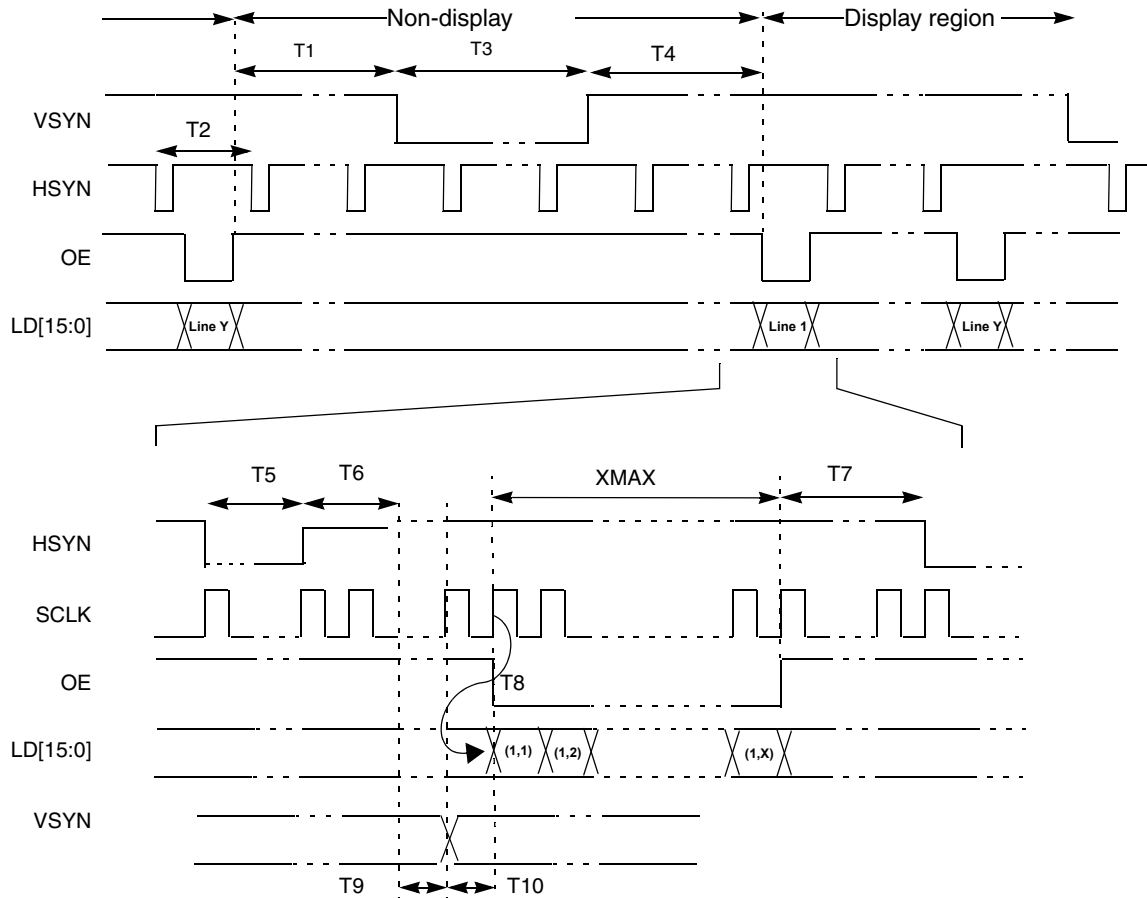 Non-display
Display region
T1
T3
T4
VSYN
T2
HSYN
OE
LD[15:0]
Line Y
Line 1
Line Y
T5
T6
XMAX
T7
HSYN
SCLK
OE
T8
LD[15:0]
(1,1)
(1,2)
(1,X)
VSYN
T9
T10